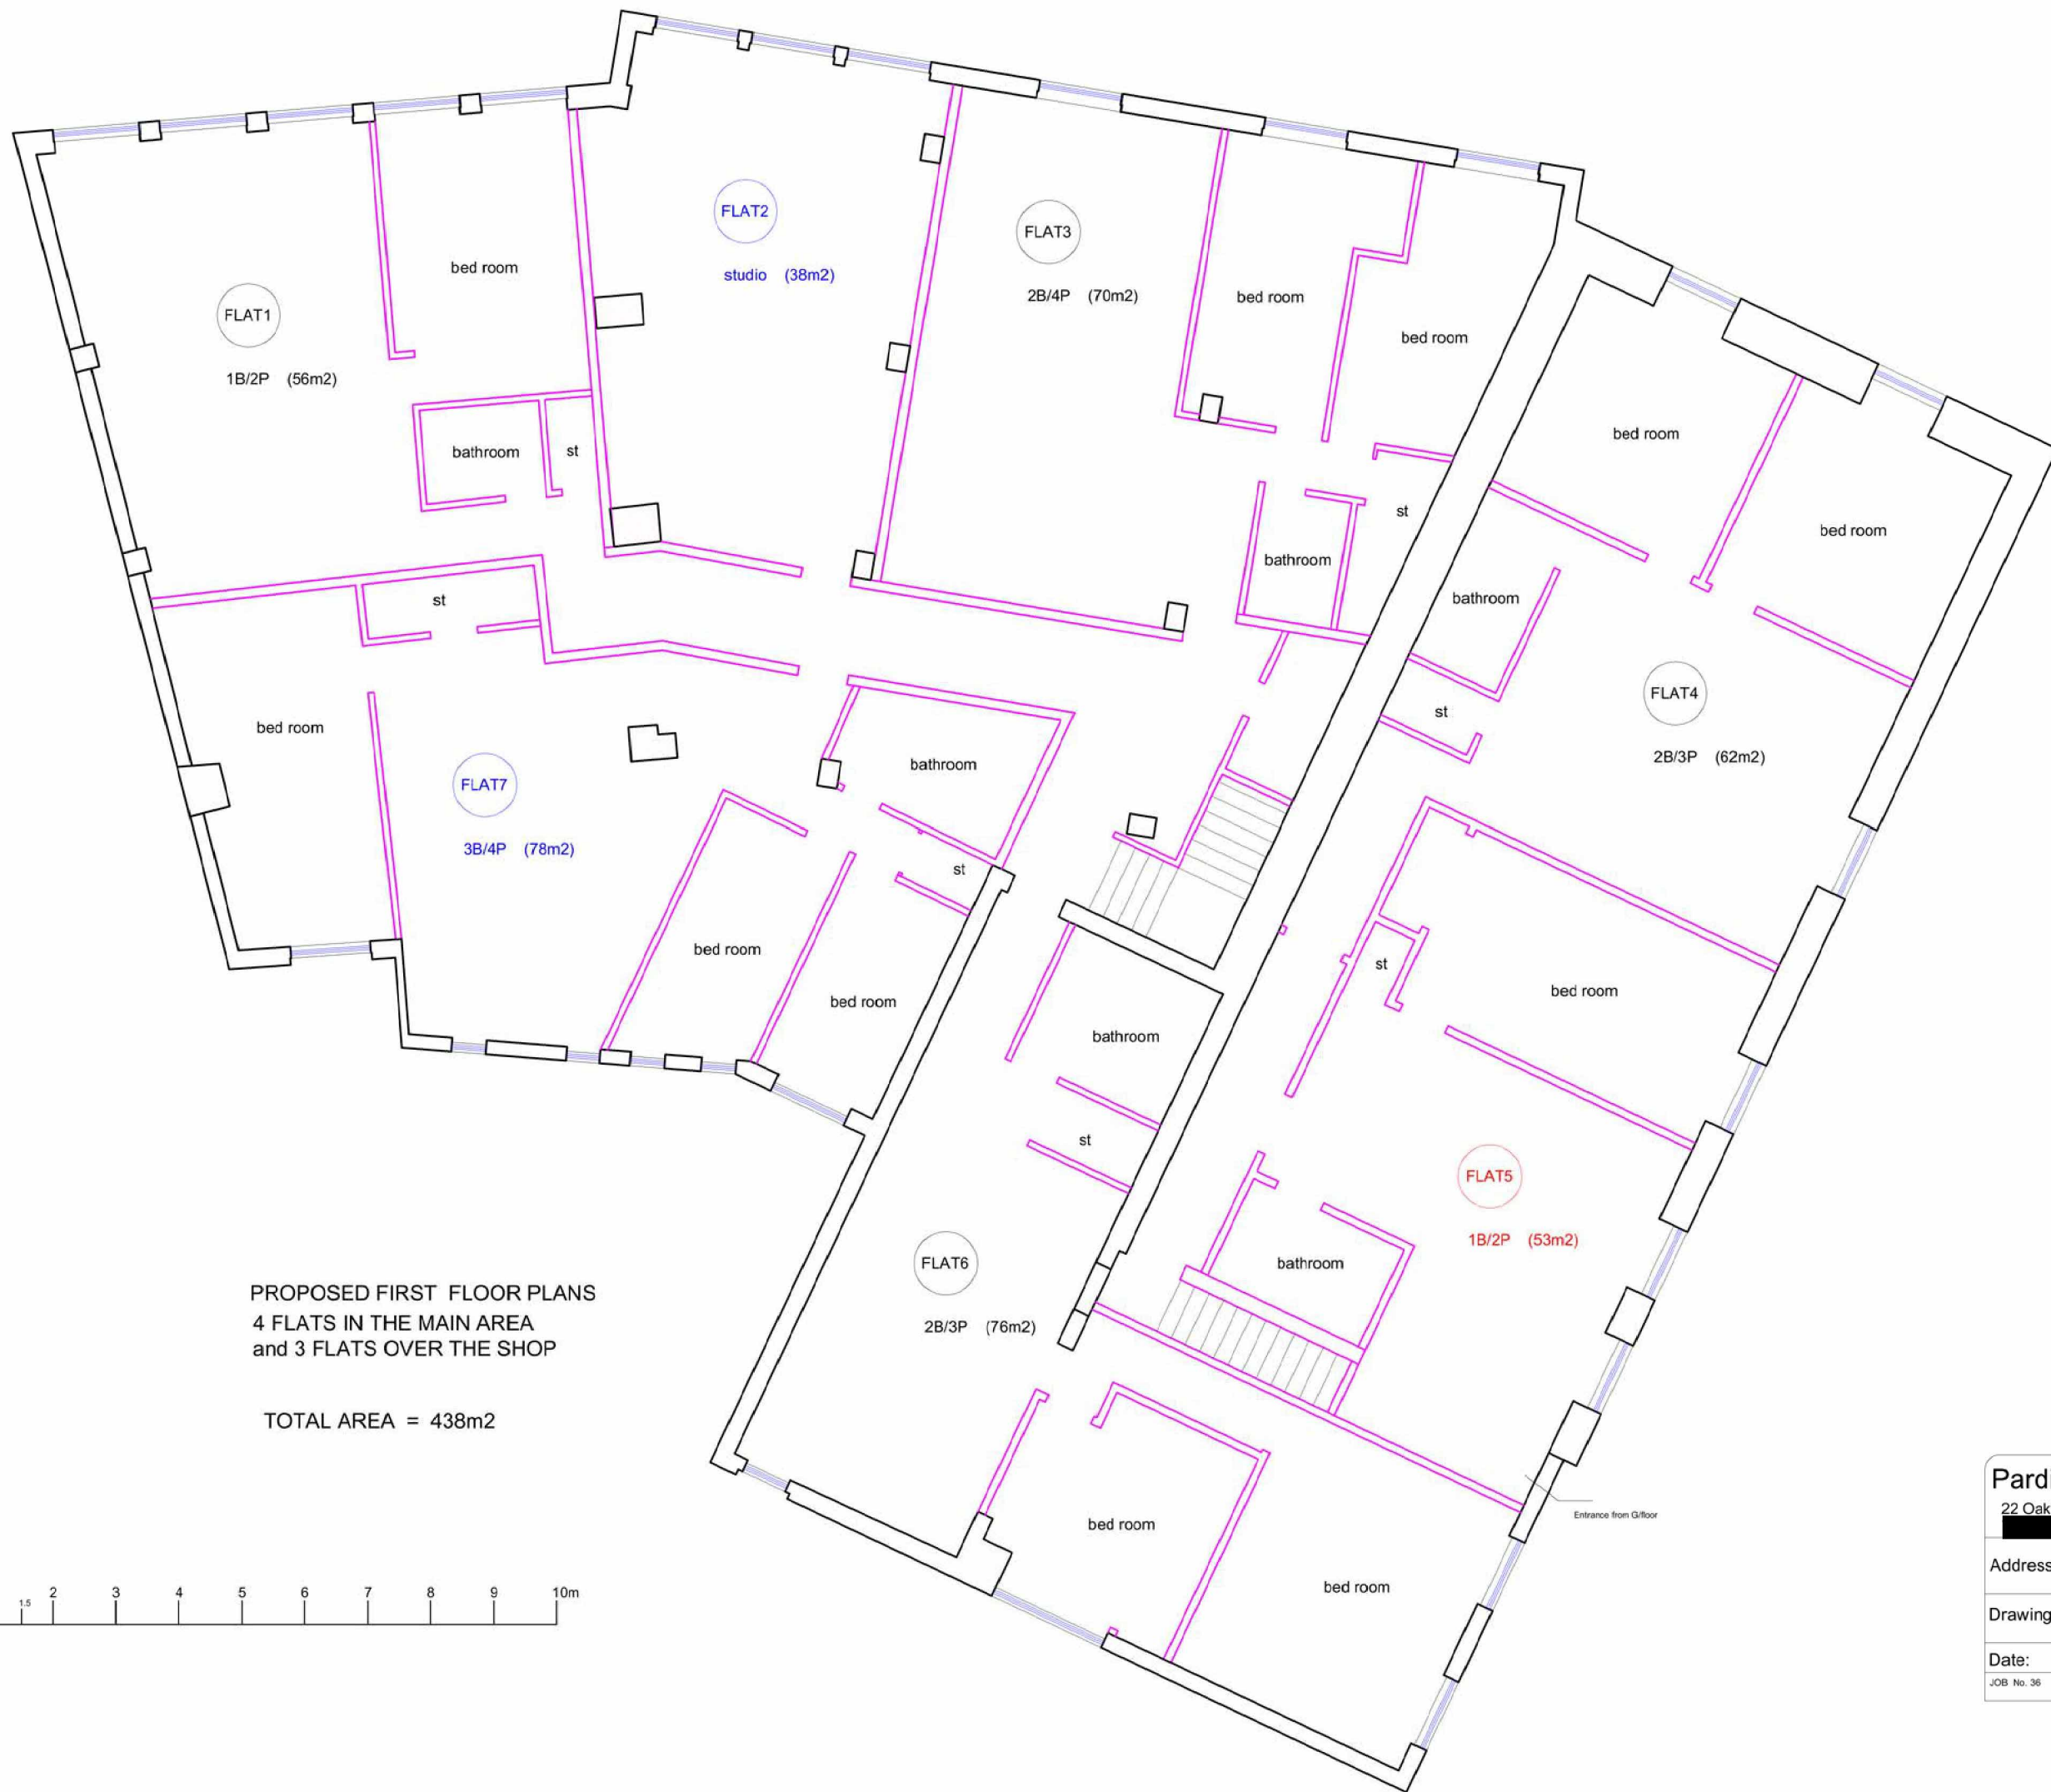 FLAT1
1B/2P (56m2)
bed room
bathroom
st
FLAT2
studio (38m2)
FLAT3
2B/4P (70m2)
bed room
bed room
st
bathroom
bed room
bed room
bathroom
st
FLAT4
2B/3P (62m2)
st
bed room
FLAT7
3B/4P (78m2)
bathroom
st
bed room
bed room
bathroom
st
st
bed room
FLAT5
1B/2P (53m2)
bathroom
FLAT6
2B/3P (76m2)
bed room
bed room
Entrance from G/floor
PROPOSED FIRST FLOOR PLANS
4 FLATS IN THE MAIN AREA
and 3 FLATS OVER THE SHOP
TOTAL AREA = 438m2
1.5 2 3 4 5 6 7 8 9 10m
Pardi
22 Oak
Address
Drawing
Date:
JOB No. 36